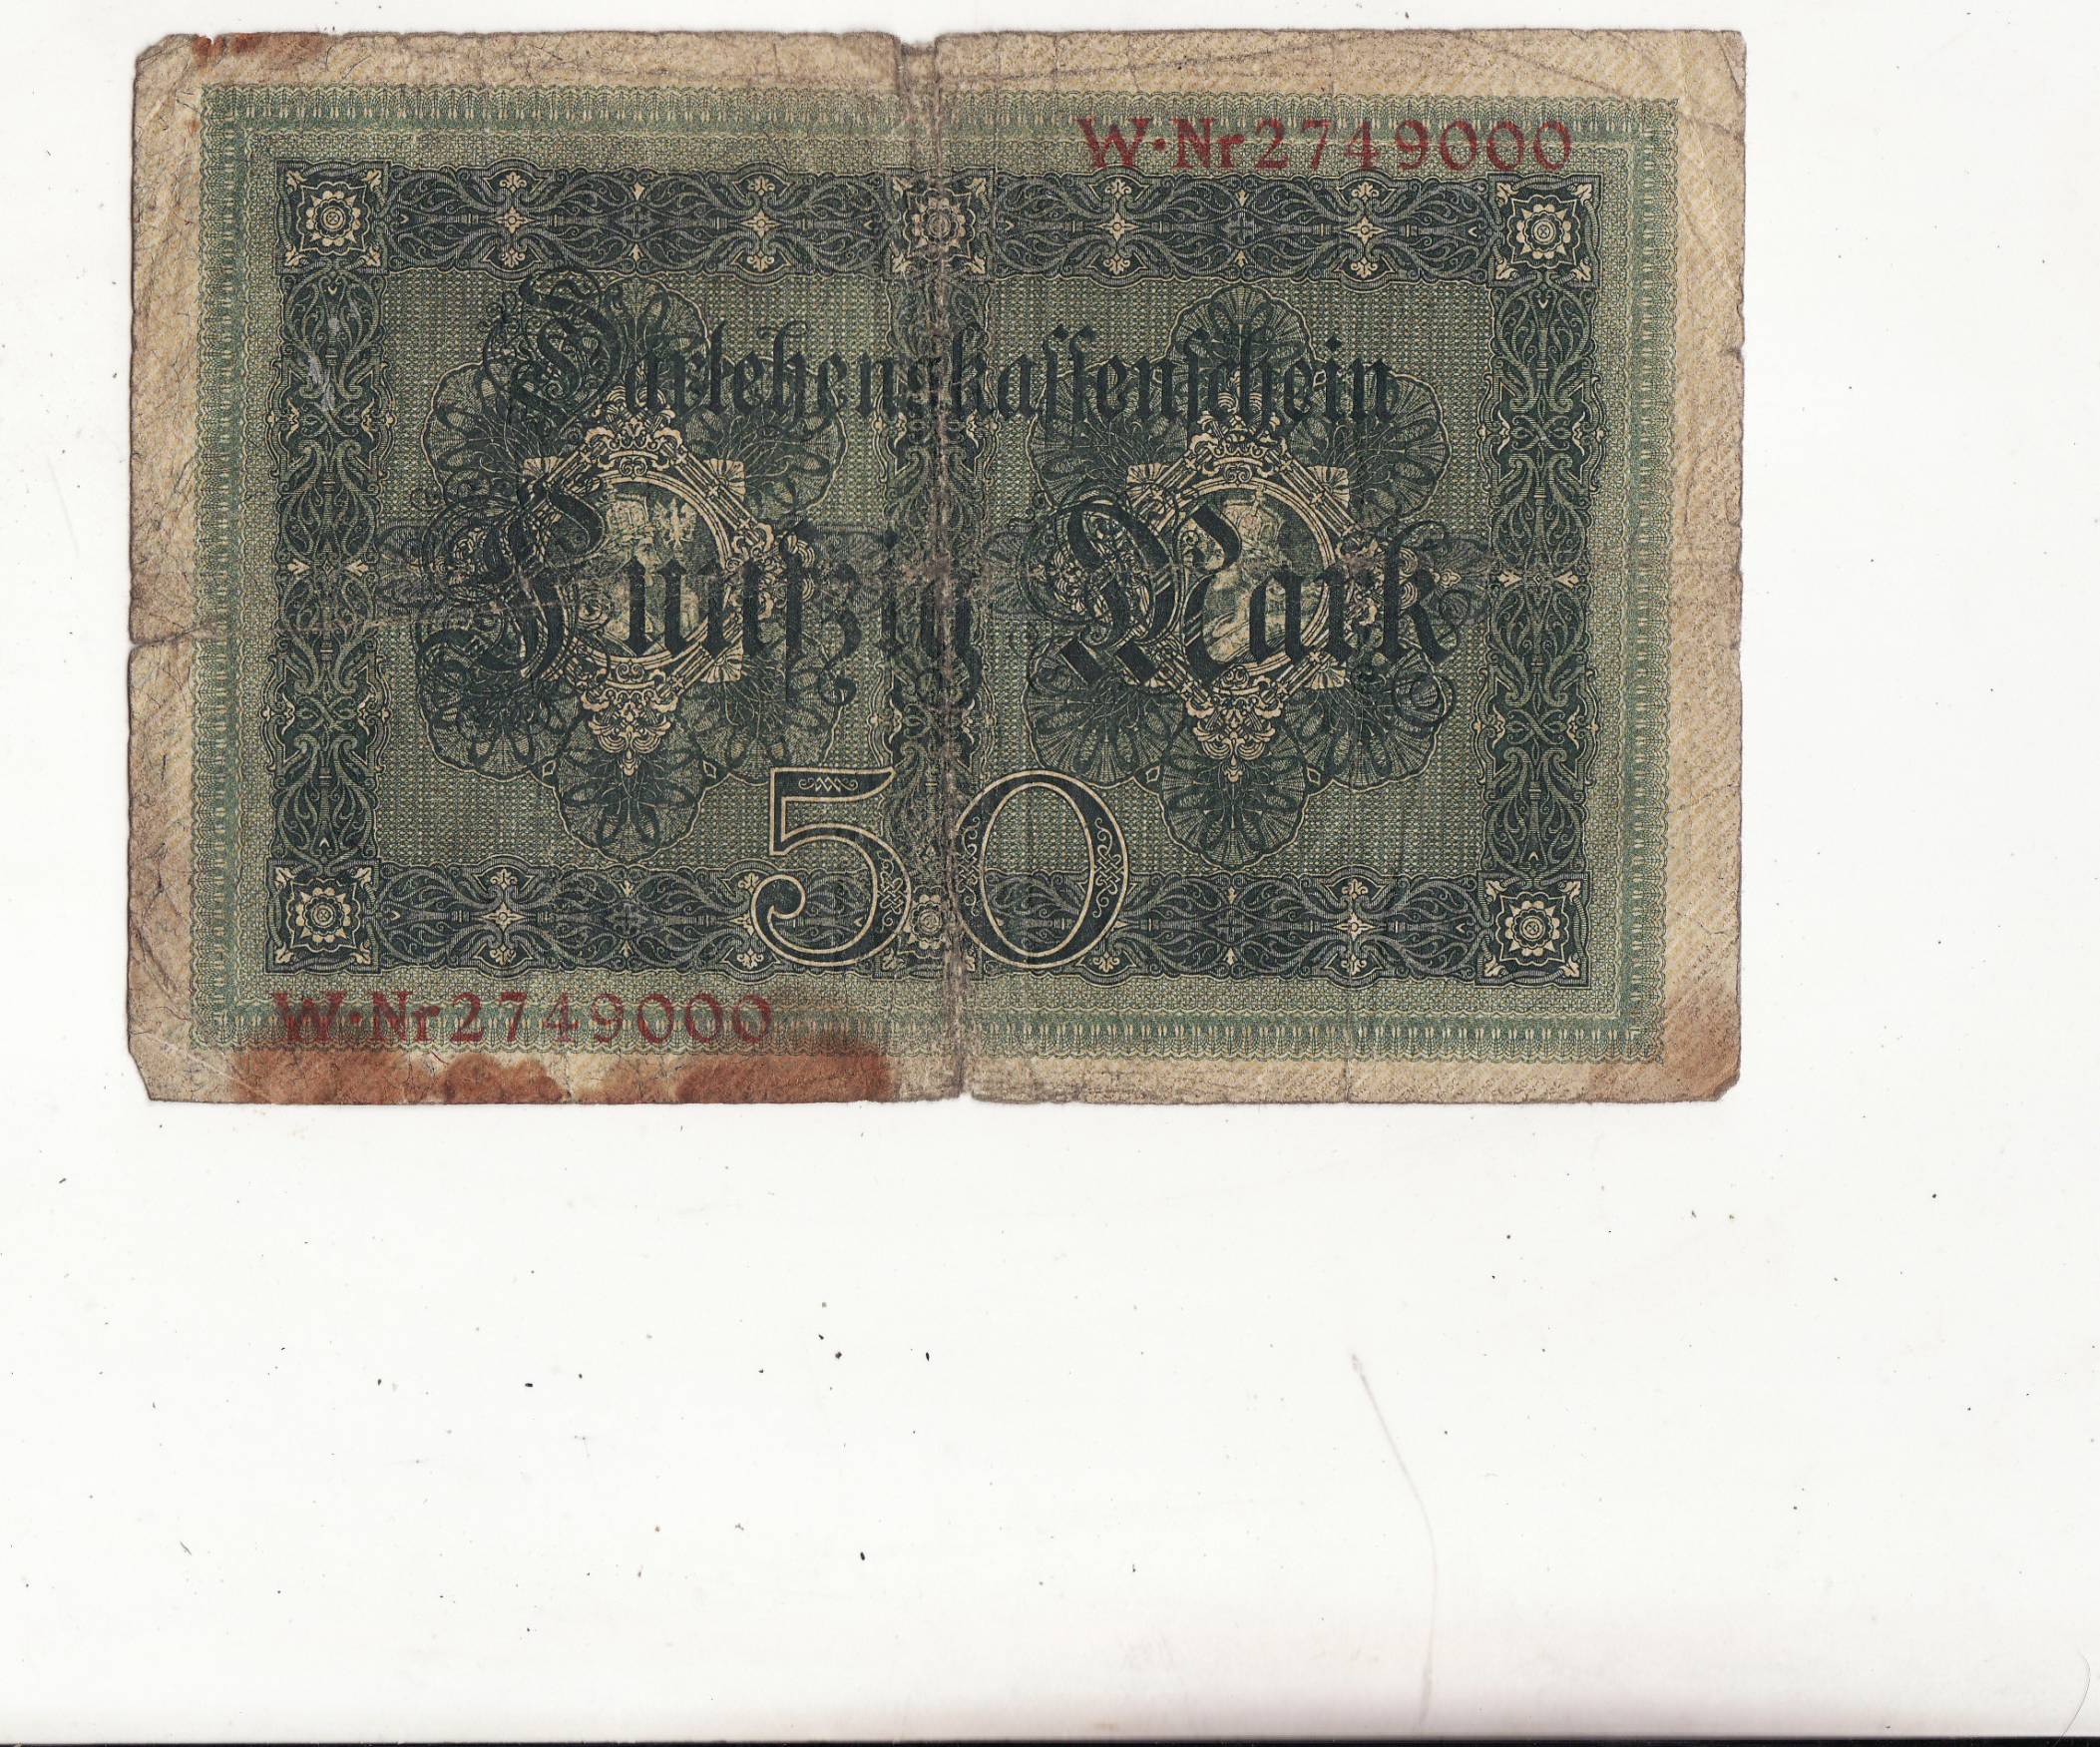 W·Nr 2749000
Darlehenskassenschein
Fünfzig Mark
50
W·Nr 2749000